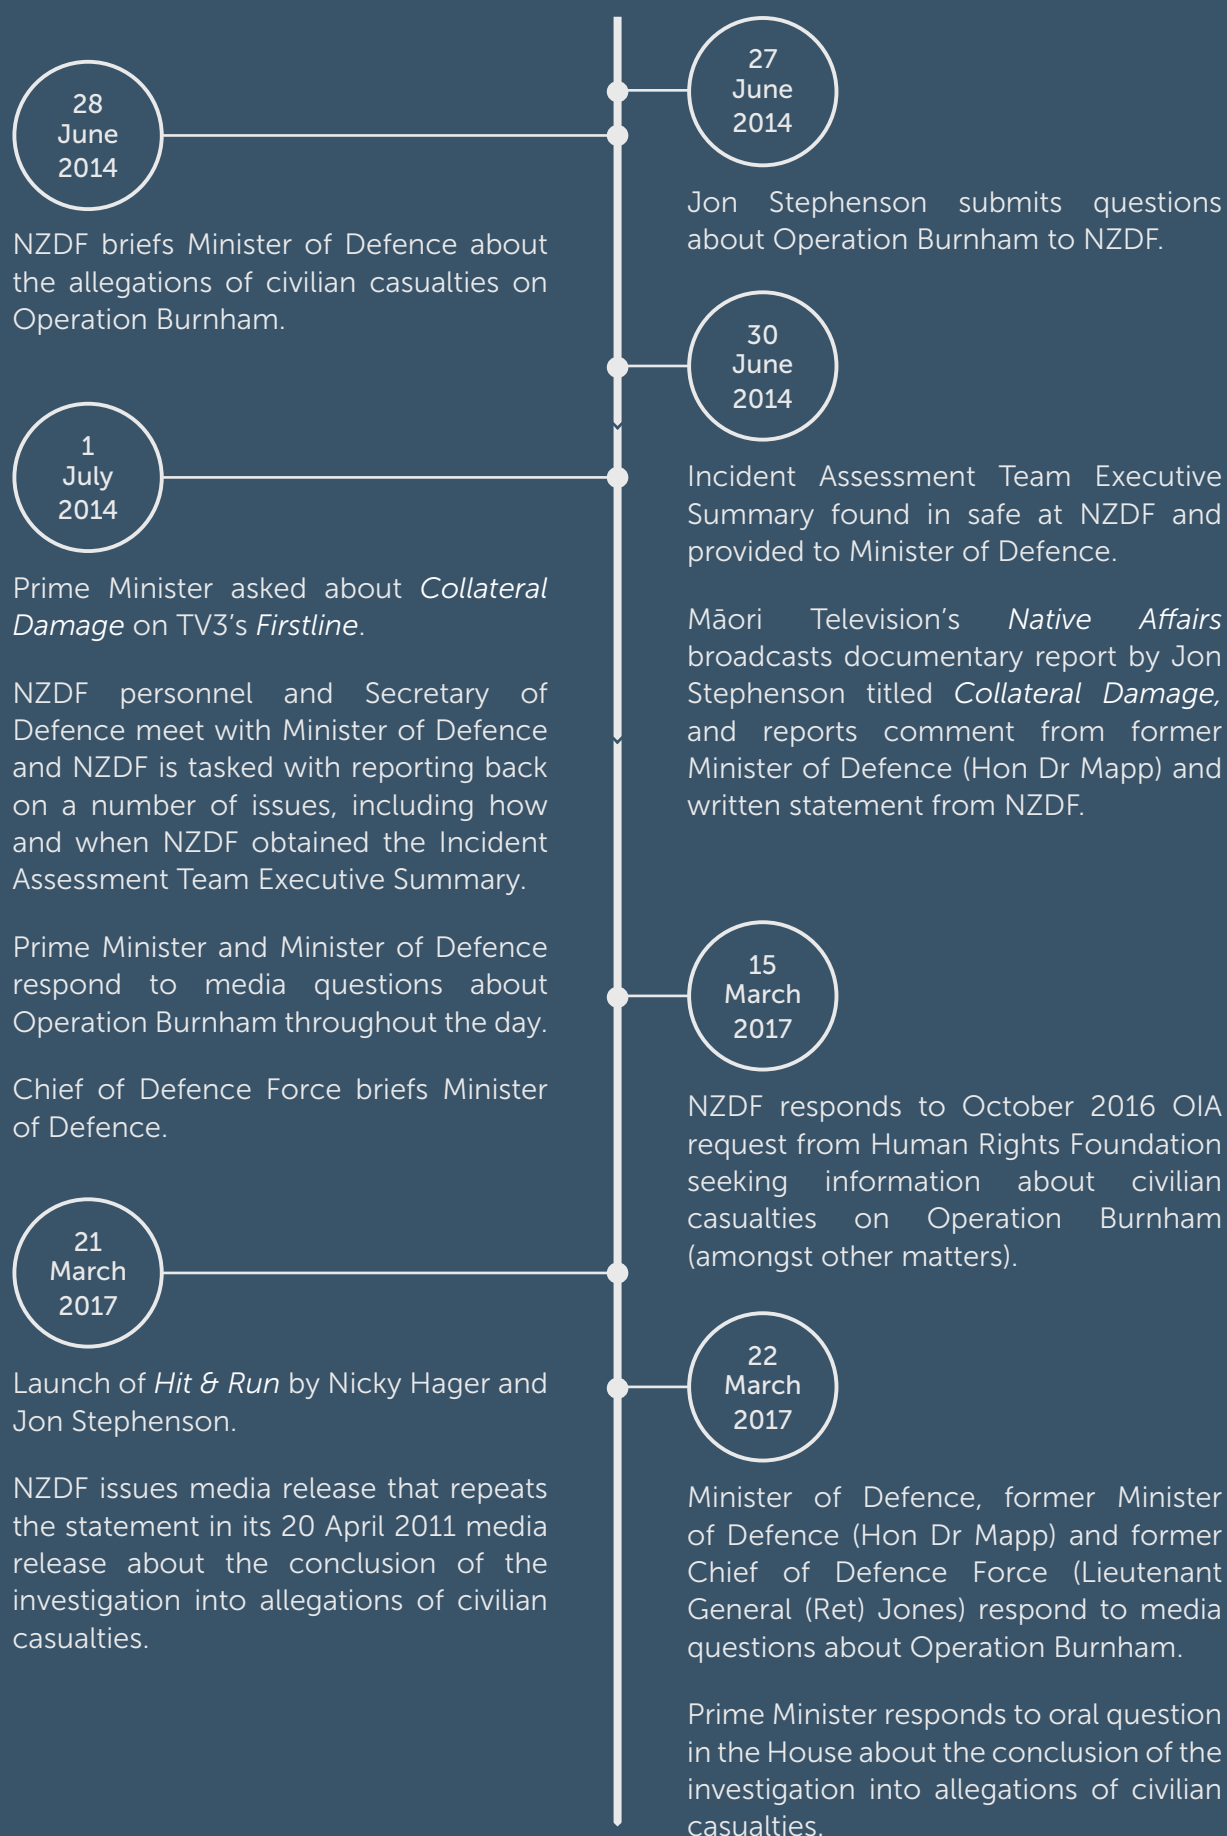 27
June
2014
Jon Stephenson submits questions
about Operation Burnham to NZDF.
28
June
2014
NZDF briefs Minister of Defence about
the allegations of civilian casualties on
Operation Burnham.
30
June
2014
Incident Assessment Team Executive
Summary found in safe at NZDF and
provided to Minister of Defence.
Māori Television’s Native Affairs
broadcasts documentary report by Jon
Stephenson titled Collateral Damage,
and reports comment from former
Minister of Defence (Hon Dr Mapp) and
written statement from NZDF.
1
July
2014
Prime Minister asked about Collateral
Damage on TV3’s Firstline.
NZDF personnel and Secretary of
Defence meet with Minister of Defence
and NZDF is tasked with reporting back
on a number of issues, including how
and when NZDF obtained the Incident
Assessment Team Executive Summary.
Prime Minister and Minister of Defence
respond to media questions about
Operation Burnham throughout the day.
Chief of Defence Force briefs Minister
of Defence.
15
March
2017
NZDF responds to October 2016 OIA
request from Human Rights Foundation
seeking information about civilian
casualties on Operation Burnham
(amongst other matters).
21
March
2017
Launch of Hit & Run by Nicky Hager and
Jon Stephenson.
NZDF issues media release that repeats
the statement in its 20 April 2011 media
release about the conclusion of the
investigation into allegations of civilian
casualties.
22
March
2017
Minister of Defence, former Minister
of Defence (Hon Dr Mapp) and former
Chief of Defence Force (Lieutenant
General (Ret) Jones) respond to media
questions about Operation Burnham.
Prime Minister responds to oral question
in the House about the conclusion of the
investigation into allegations of civilian
casualties.